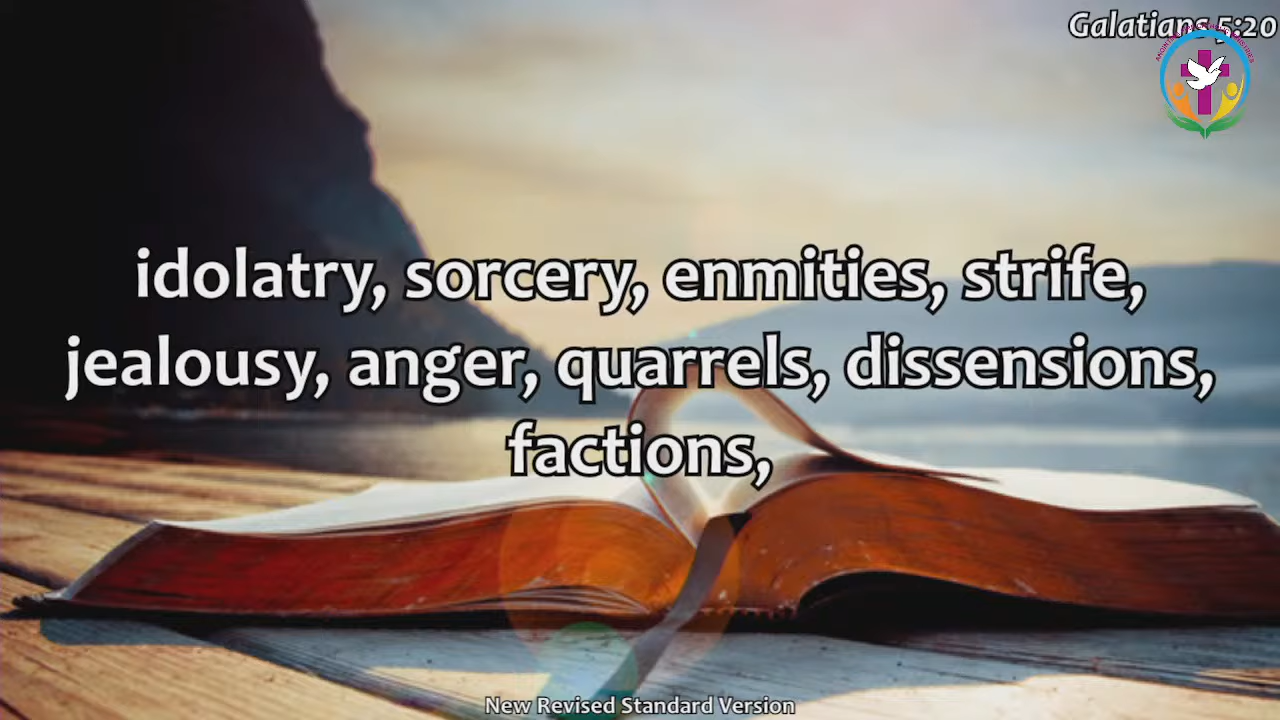 Galatians 5:20
idolatry, sorcery, enmities, strife,
jealousy, anger, quarrels, dissensions,
factions,
New Revised Standard Version